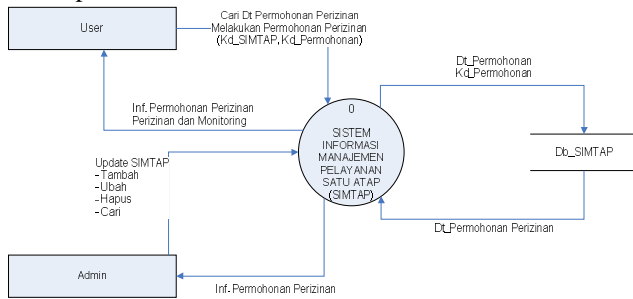 User
Cari Dt Permohonan Perizinan
Melakukan Permohonan Perizinan
(Kd_SIMTAP, Kd_Permohonan)
Dt_Permohonan
Kd_Permohonan
Inf. Permohonan Perizinan
Perizinan dan Monitoring
0
SISTEM
INFORMASI
MANAJEMEN
PELAYANAN
SATU ATAP
(SIMTAP)
Db_SIMTAP
Update SIMTAP
-Tambah
-Ubah
-Hapus
-Cari
Dt_Permohonan Perizinan
Admin
Inf. Permohonan Perizinan